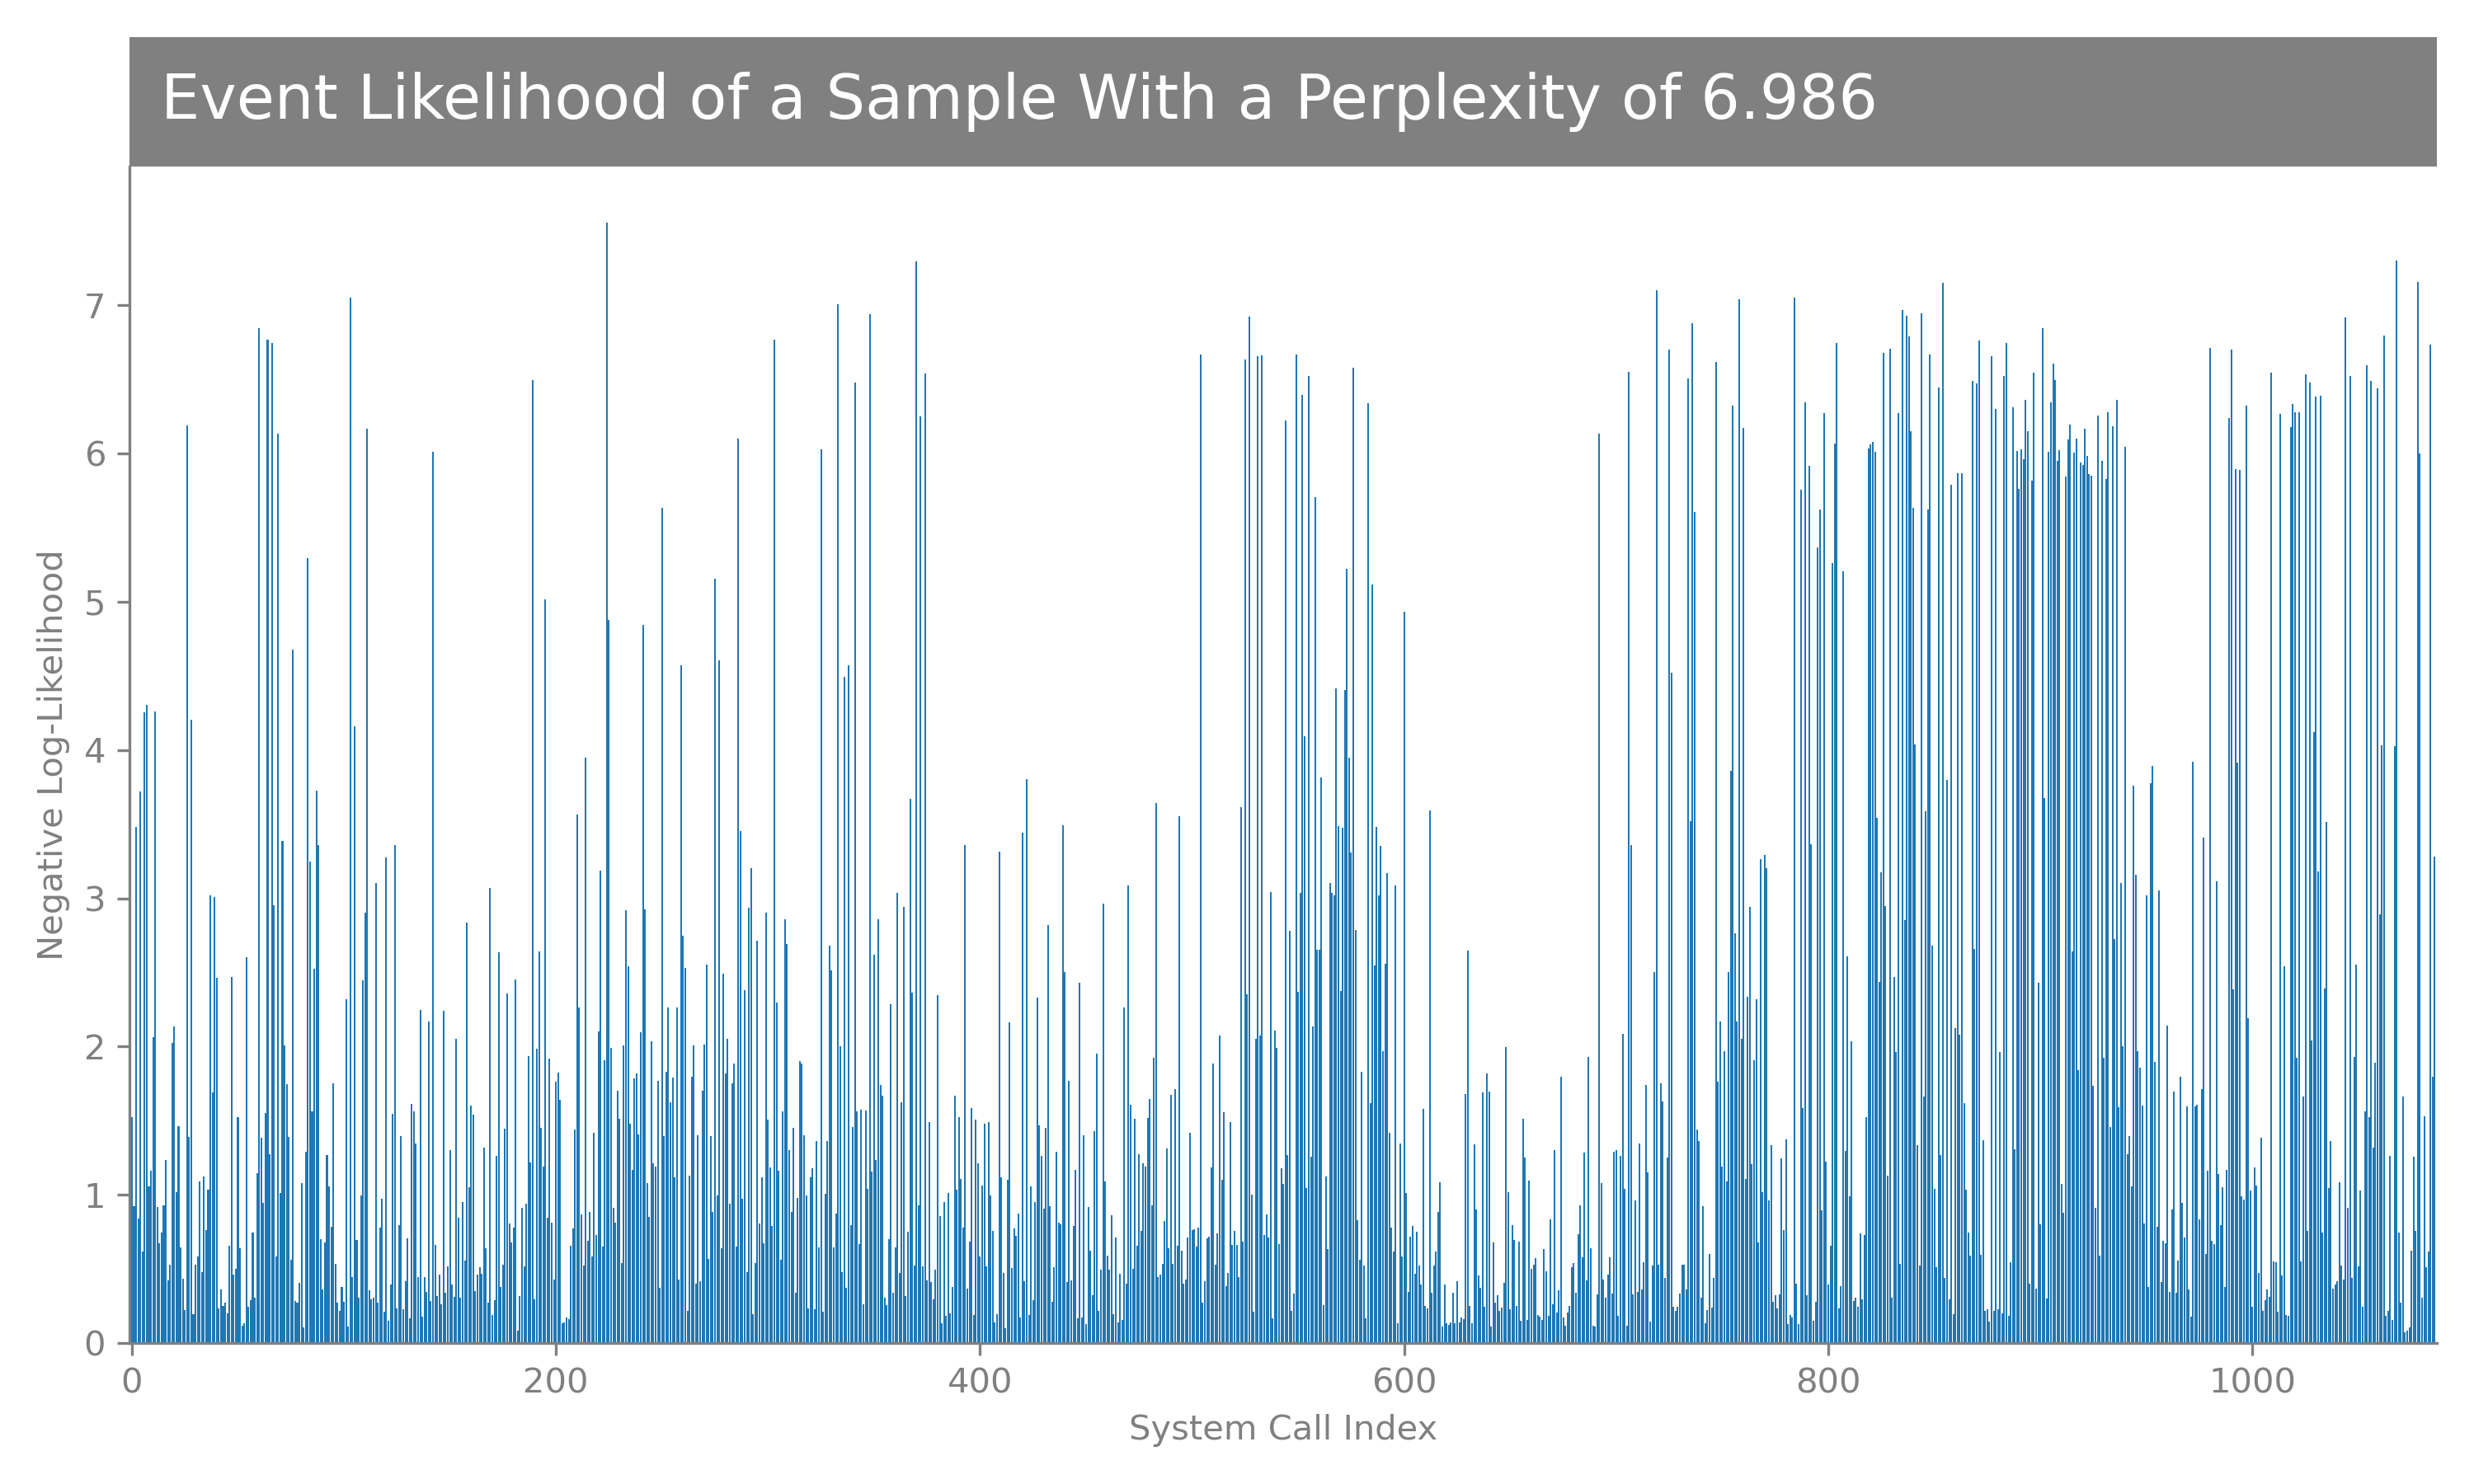 Event Likelihood of a Sample With a Perplexity of 6.986
Negative Log-Likelihood
7
6
5
4
3
2
1
0
0 200 400 600 800 1000
System Call Index